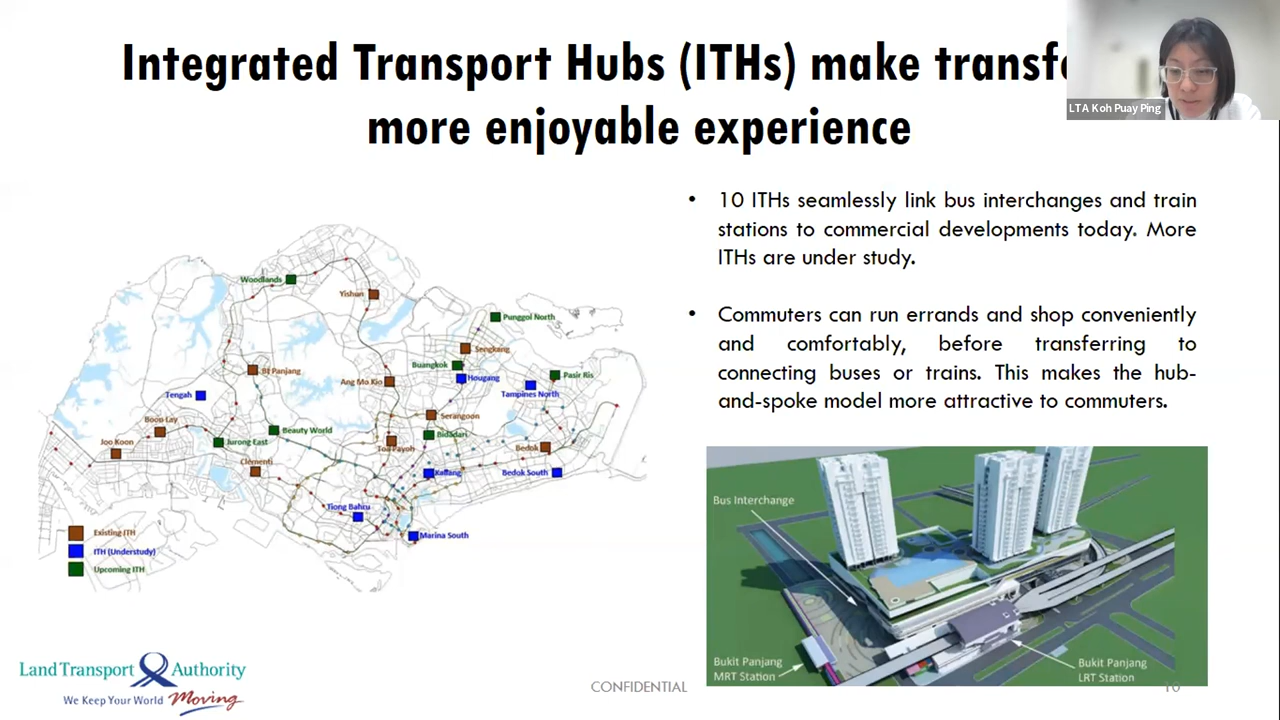 Integrated Transport Hubs (ITHs) make transf
more enjoyable experience
LTA Koh Puay Ping
• 10 ITHs seamlessly link bus interchanges and train
stations to commercial developments today. More
ITHs are under study.
• Commuters can run errands and shop conveniently
and comfortably, before transferring to
connecting buses or trains. This makes the hub-
and-spoke model more attractive to commuters.
Woodlands
Yishun
Punggol North
Sengkang
Buangkok
Bt Panjang
Ang Mo Kio
Hougang
Pasir Ris
Tengah
Tampines North
Boon Lay
Serangoon
Joo Koon
Jurong East
Beauty World
Bidadari
Toa Payoh
Bedok
Clementi
Kallang
Bedok South
Tiong Bahru
Marina South
Existing ITH
ITH (Understudy)
Upcoming ITH
Bus Interchange
Bukit Panjang
MRT Station
Bukit Panjang
LRT Station
Land Transport Authority
We Keep Your World Moving
CONFIDENTIAL
10